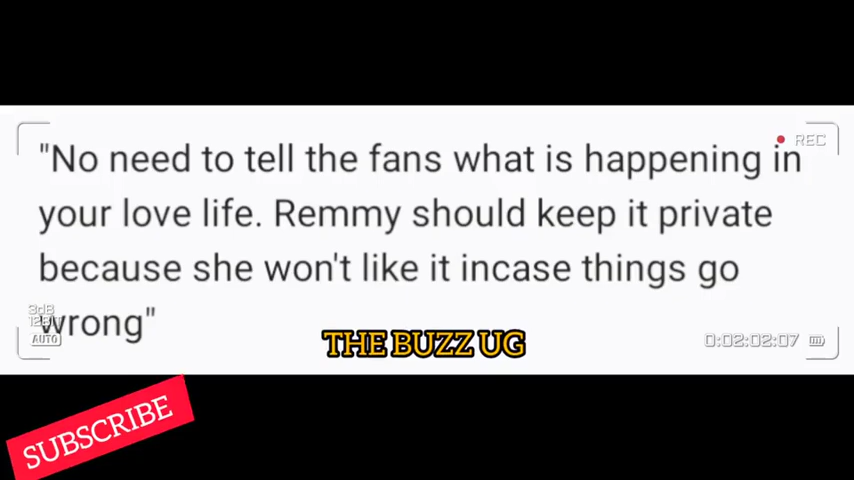 REC
"No need to tell the fans what is happening in
your love life. Remmy should keep it private
because she won't like it incase things go
wrong"
3dB
AUTO
THE BUZZ UG
0:02:02:07
SUBSCRIBE